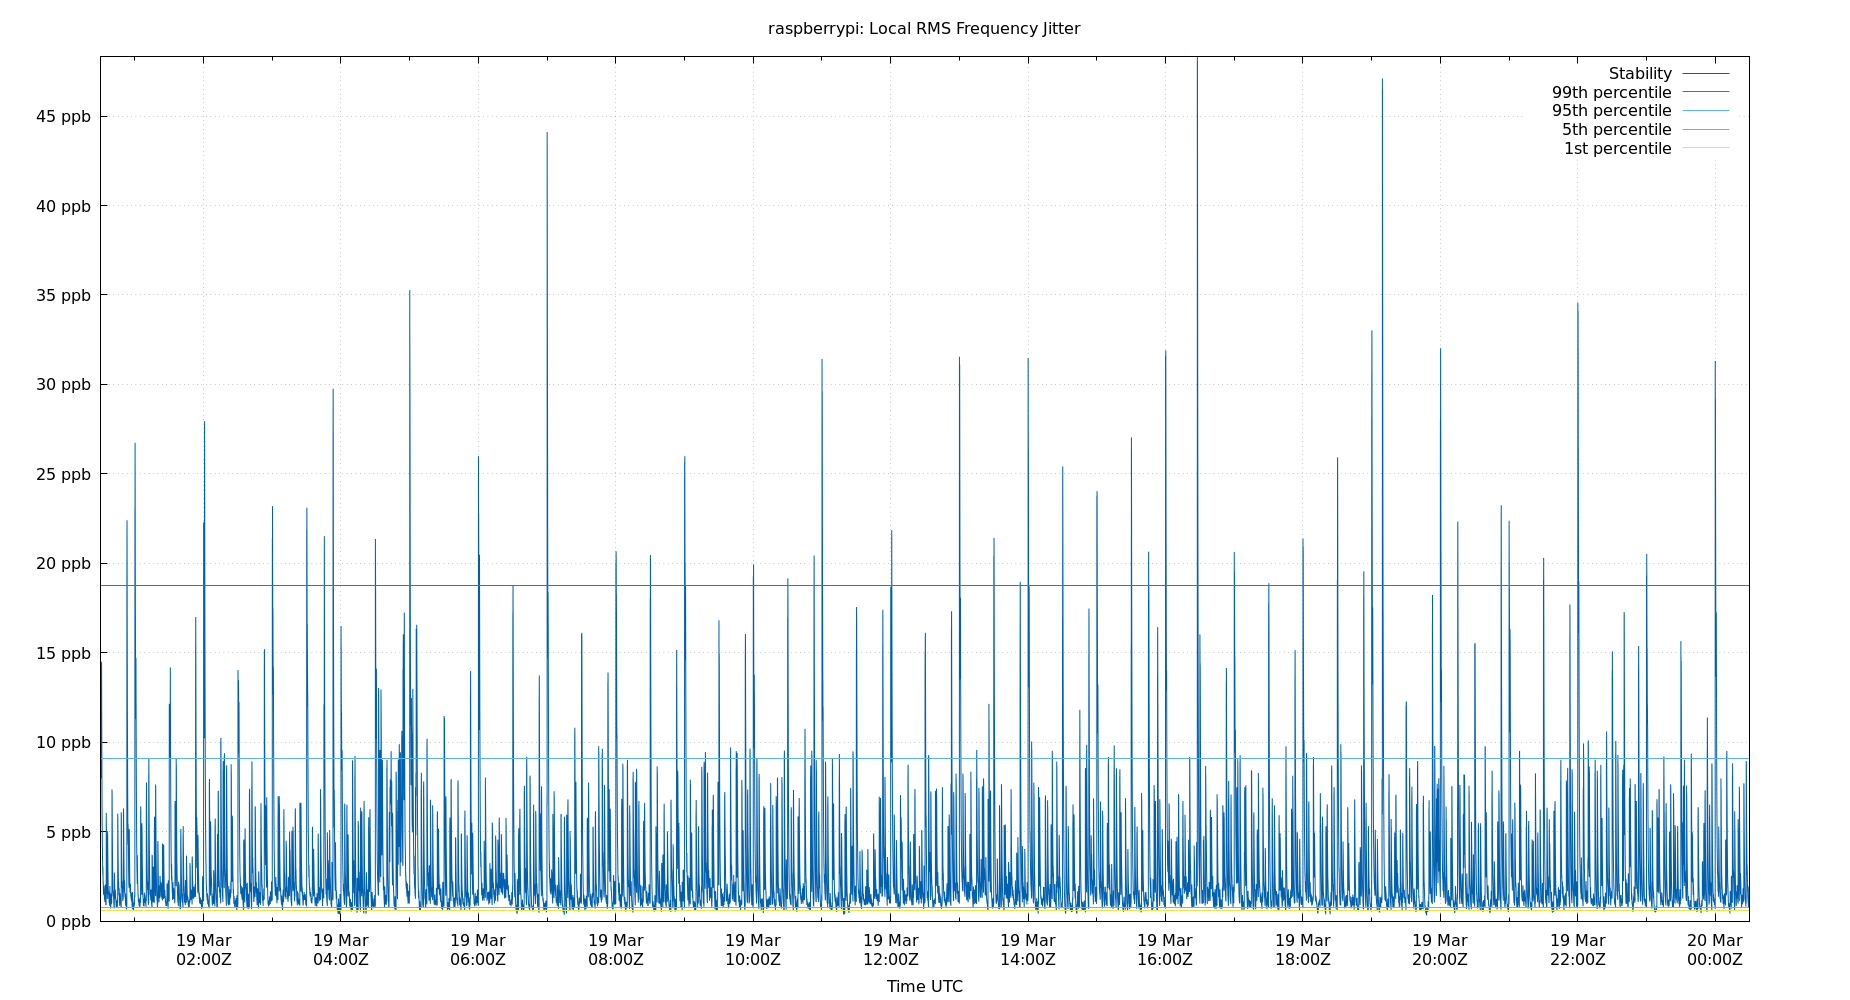 raspberrypi: Local RMS Frequency Jitter
Stability
99th percentile
95th percentile
5th percentile
1st percentile
45 ppb
40 ppb
35 ppb
30 ppb
25 ppb
20 ppb
15 ppb
10 ppb
5 ppb
0 ppb
19 Mar 19 Mar 19 Mar 19 Mar 19 Mar 19 Mar 19 Mar 19 Mar 19 Mar 19 Mar 19 Mar 20 Mar
02:00Z 04:00Z 06:00Z 08:00Z 10:00Z 12:00Z 14:00Z 16:00Z 18:00Z 20:00Z 22:00Z 00:00Z
Time UTC